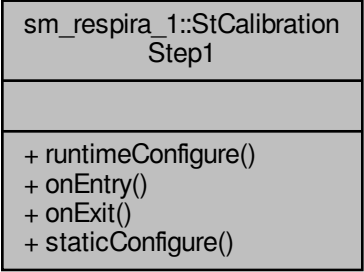 sm_respira_1::StCalibration
Step1
+ runtimeConfigure()
+ onEntry()
+ onExit()
+ staticConfigure()